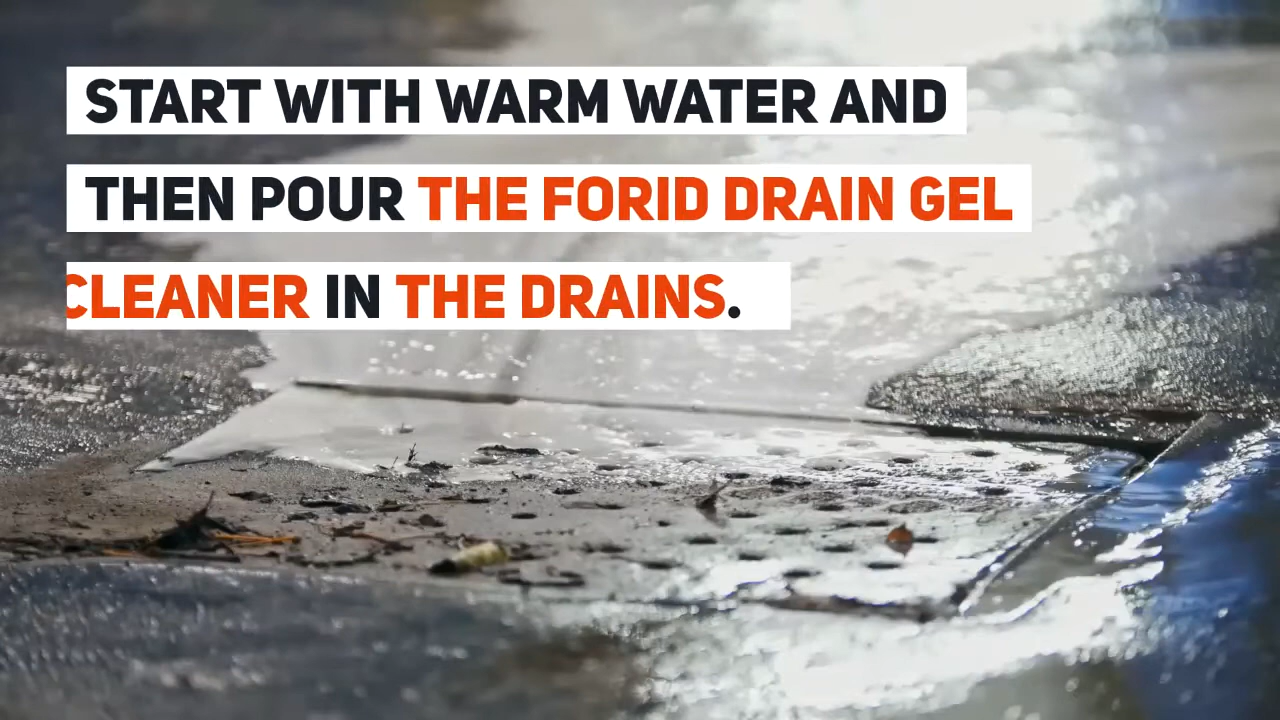 START WITH WARM WATER AND
THEN POUR THE FORID DRAIN GEL
CLEANER IN THE DRAINS.